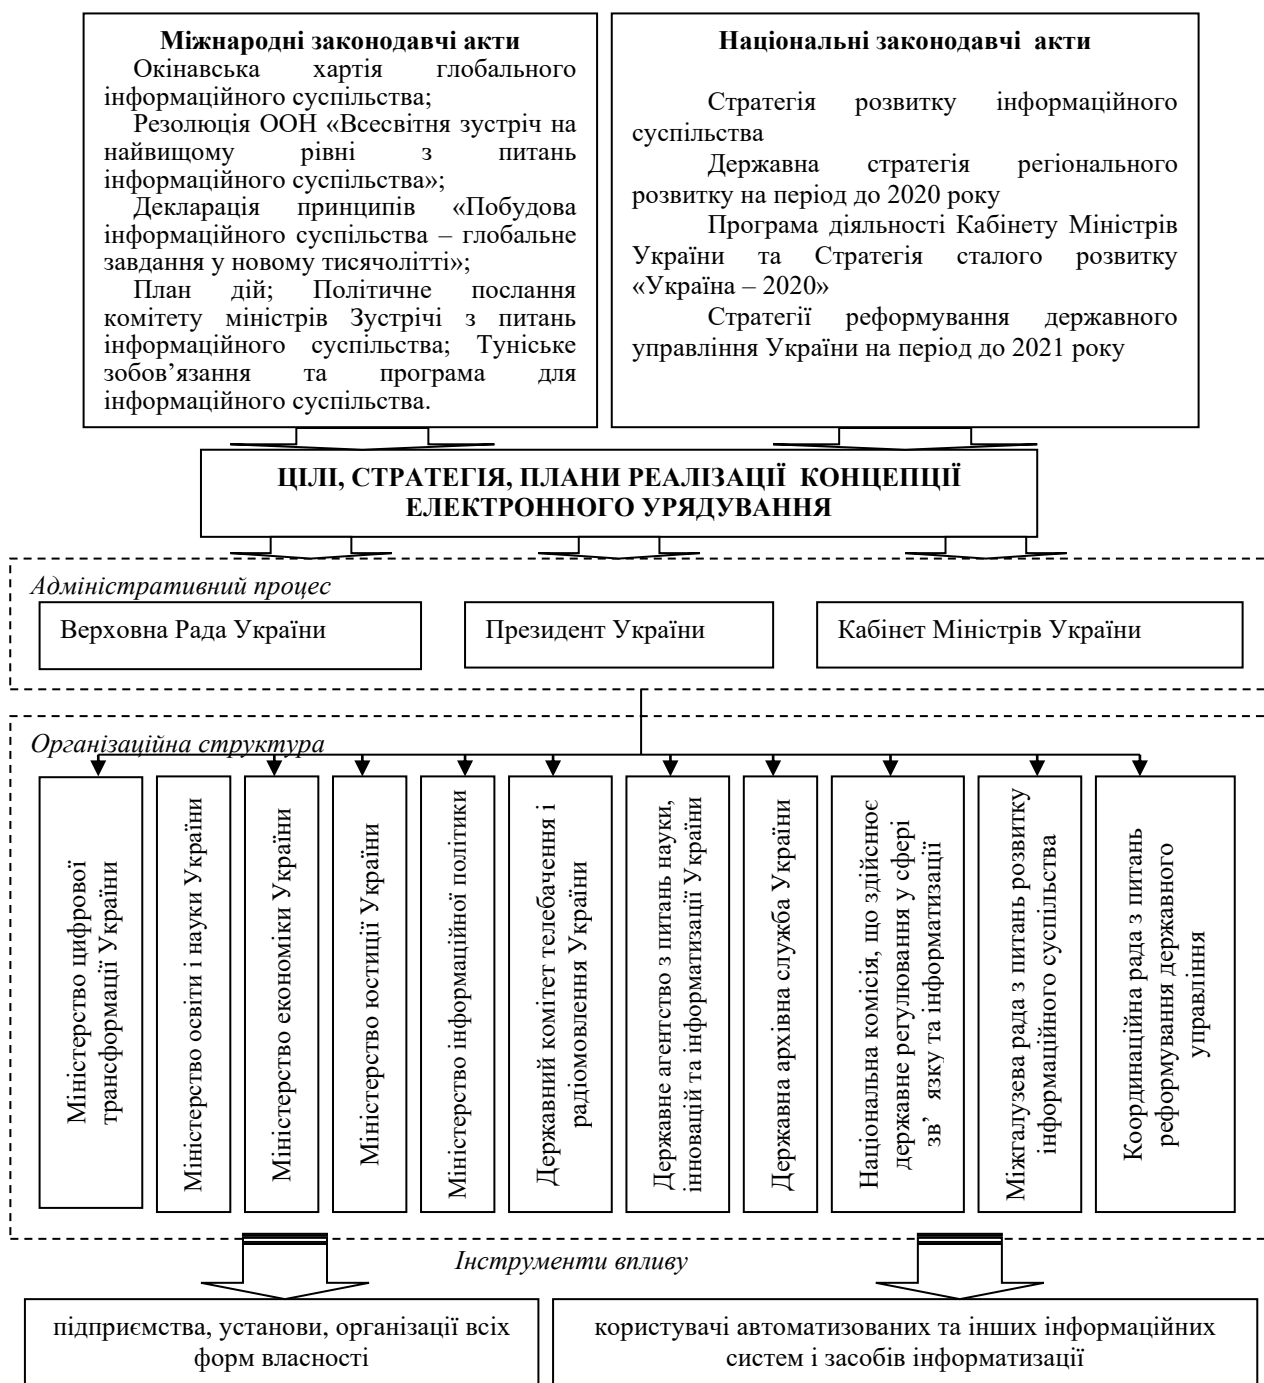 Міжнародні законодавчі акти
Окінавська хартія глобального
інформаційного суспільства;
Резолюція ООН «Всесвітня зустріч на
найвищому рівні з питань
інформаційного суспільства»;
Декларація принципів «Побудова
інформаційного суспільства – глобальне
завдання у новому тисячолітті»;
План дій; Політичне послання
комітету міністрів Зустрічі з питань
інформаційного суспільства; Туніське
зобов’язання та програма для
інформаційного суспільства.
Національні законодавчі акти
Стратегія розвитку інформаційного
суспільства
Державна стратегія регіонального
розвитку на період до 2020 року
Програма діяльності Кабінету Міністрів
України та Стратегія сталого розвитку
«Україна – 2020»
Стратегії реформування державного
управління України на період до 2021 року
ЦІЛІ, СТРАТЕГІЯ, ПЛАНИ РЕАЛІЗАЦІЇ КОНЦЕПЦІЇ
ЕЛЕКТРОННОГО УРЯДУВАННЯ
Адміністративний процес
Верховна Рада України
Президент України
Кабінет Міністрів України
Організаційна структура
Міністерство цифрової
трансформації України
Міністерство освіти і науки України
Міністерство економіки України
Міністерство юстиції України
Міністерство інформаційної політики
Державний комітет телебачення і
радіомовлення України
Державне агентство з питань науки,
інновацій та інформатизації України
Державна архівна служба України
Національна комісія, що здійснює
державне регулювання у сфері
зв’ язку та інформатизації
Міжгалузева рада з питань розвитку
інформаційного суспільства
Координаційна рада з питань
реформування державного
управління
Інструменти впливу
підприємства, установи, організації всіх
форм власності
користувачі автоматизованих та інших інформаційних
систем і засобів інформатизації